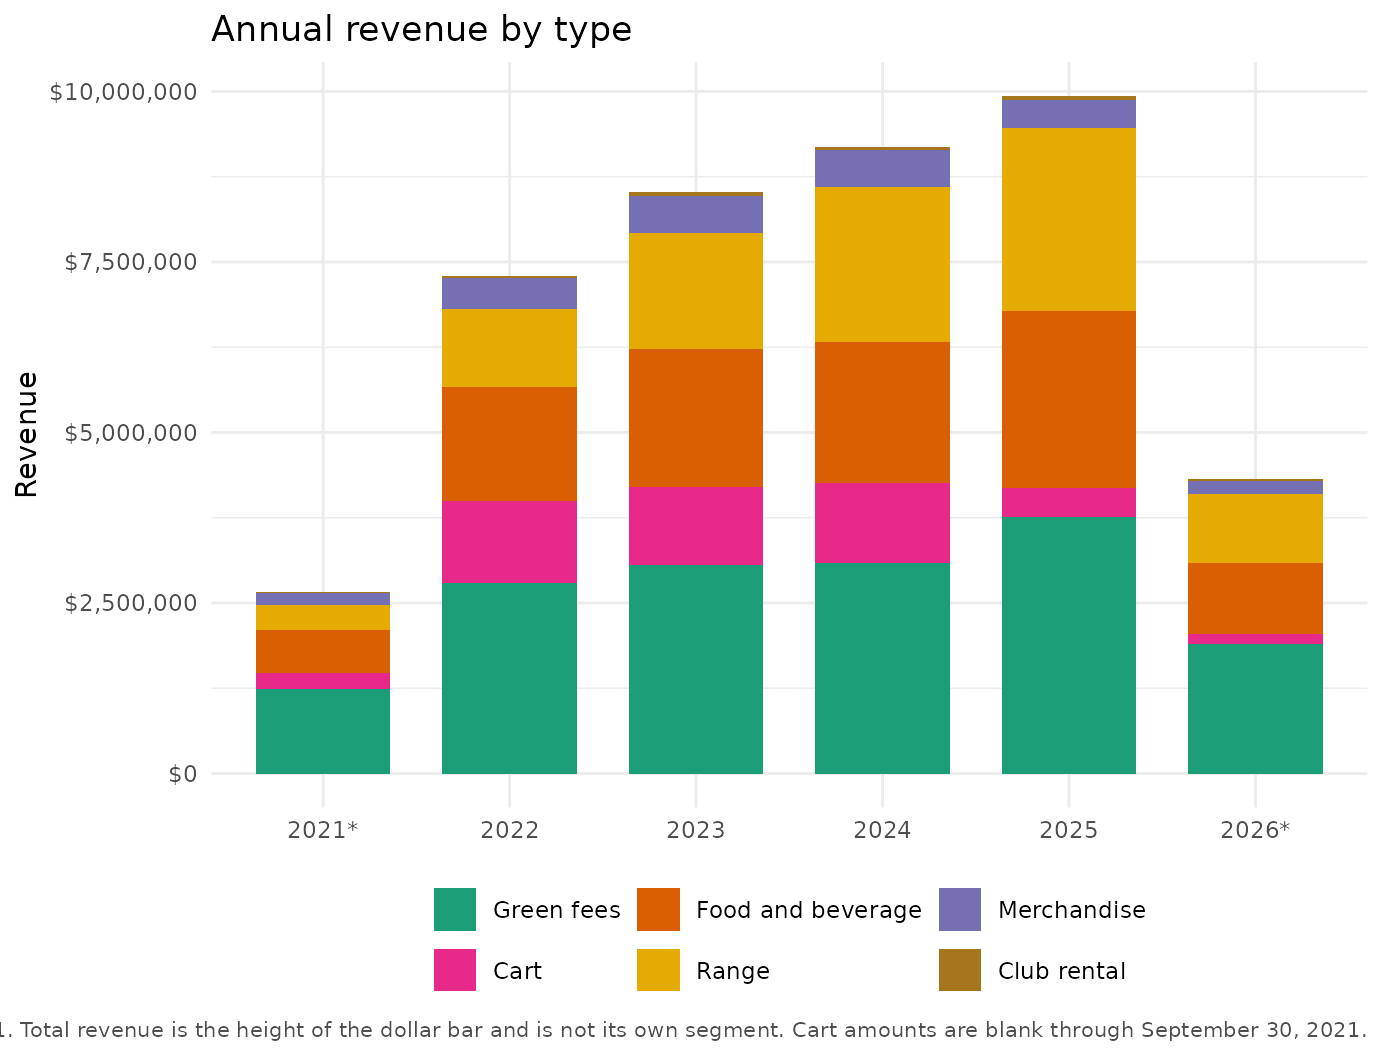 Annual revenue by type
$10,000,000
$7,500,000
$5,000,000
$2,500,000
$0
Revenue
2021* 2022 2023 2024 2025 2026*
Green fees Food and beverage Merchandise
Cart Range Club rental
1. Total revenue is the height of the dollar bar and is not its own segment. Cart amounts are blank through September 30, 2021.